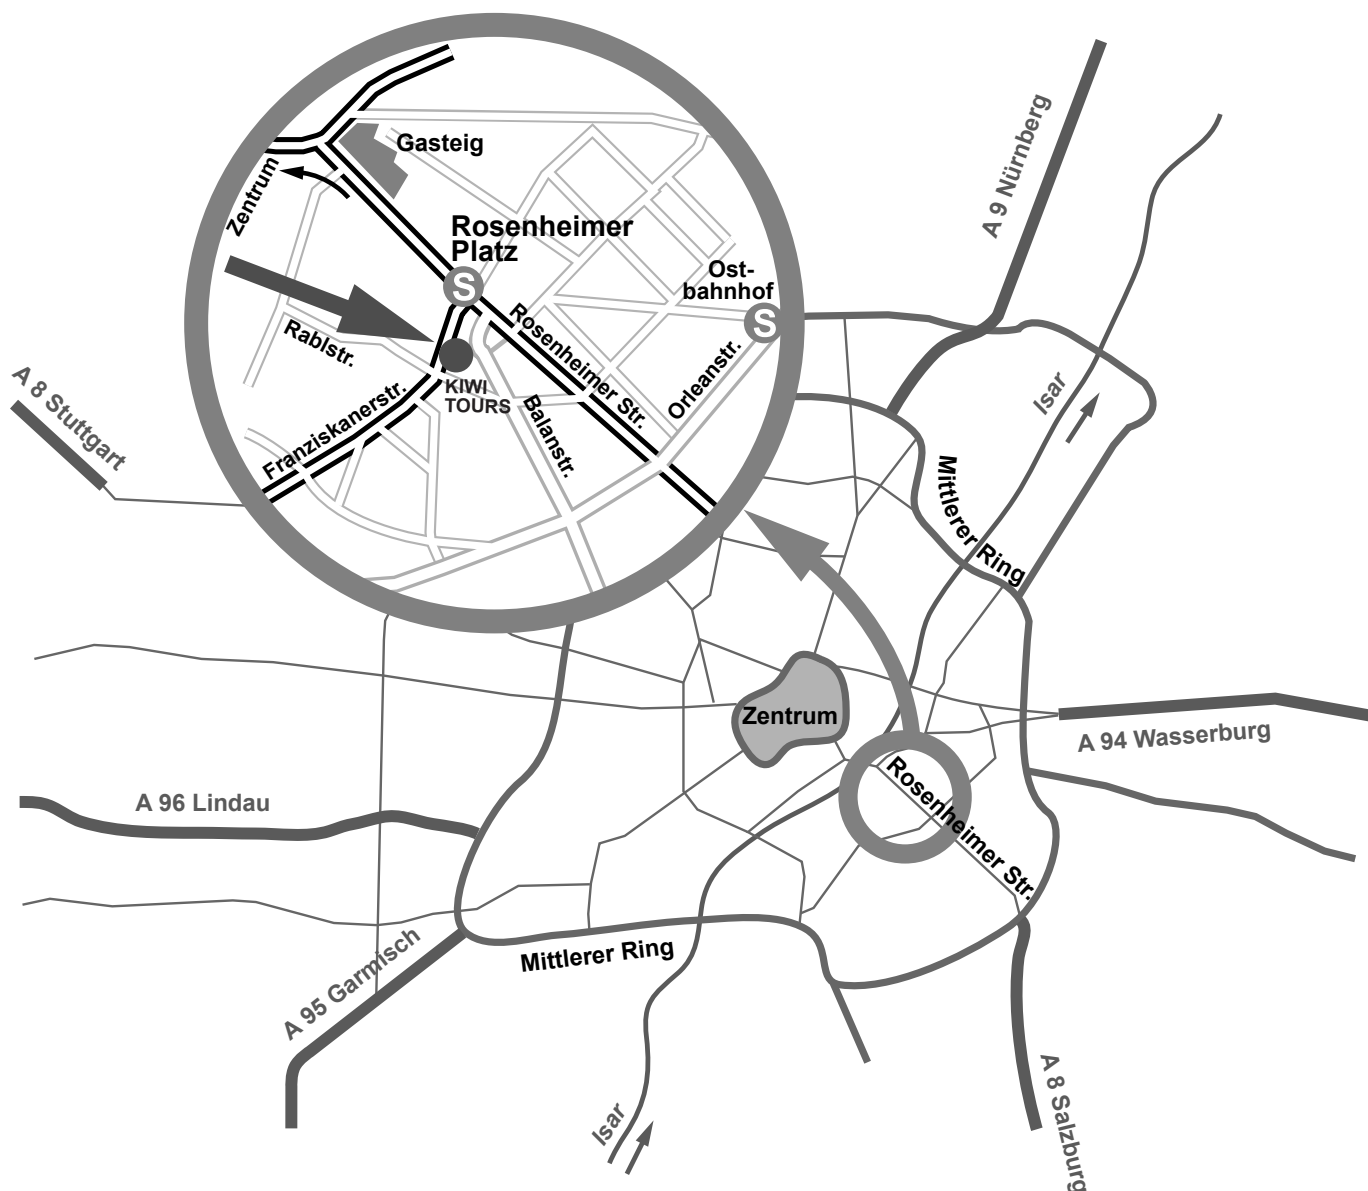 Gasteig
Zentrum
Rosenheimer
Platz
S
Ost-
bahnhof
S
Rosenheimer Str.
Rablstr.
Orleanstr.
KIWI
TOURS
Franziskanerstr.
Balanstr.
A 9 Nürnberg
Isar
A 8 Stuttgart
Mittlerer Ring
Zentrum
A 94 Wasserburg
A 96 Lindau
Rosenheimer Str.
Mittlerer Ring
A 95 Garmisch
Isar
A 8 Salzburg